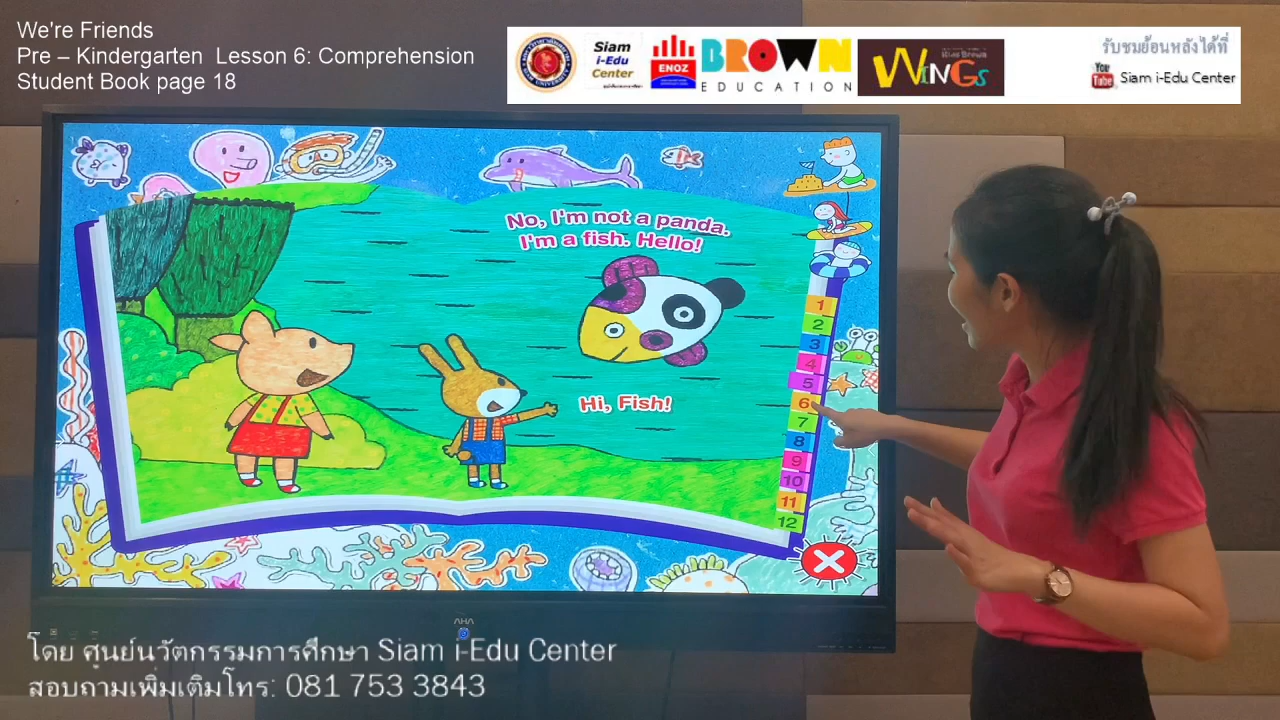 We're Friends
Pre – Kindergarten Lesson 6: Comprehension
Student Book page 18
Siam
i-Edu
Center
ENOZ
BROWN
EDUCATION
WiNGs
รับชมย้อนหลังได้ที่
You
Tube
Siam i-Edu Center
No, I'm not a panda.
I'm a fish. Hello!
Hi, Fish!
1
2
3
4
5
6
7
8
9
10
11
12
AHA
โดย ศูนย์นวัตกรรมการศึกษา Siam i-Edu Center
สอบถามเพิ่มเติมโทร: 081 753 3843